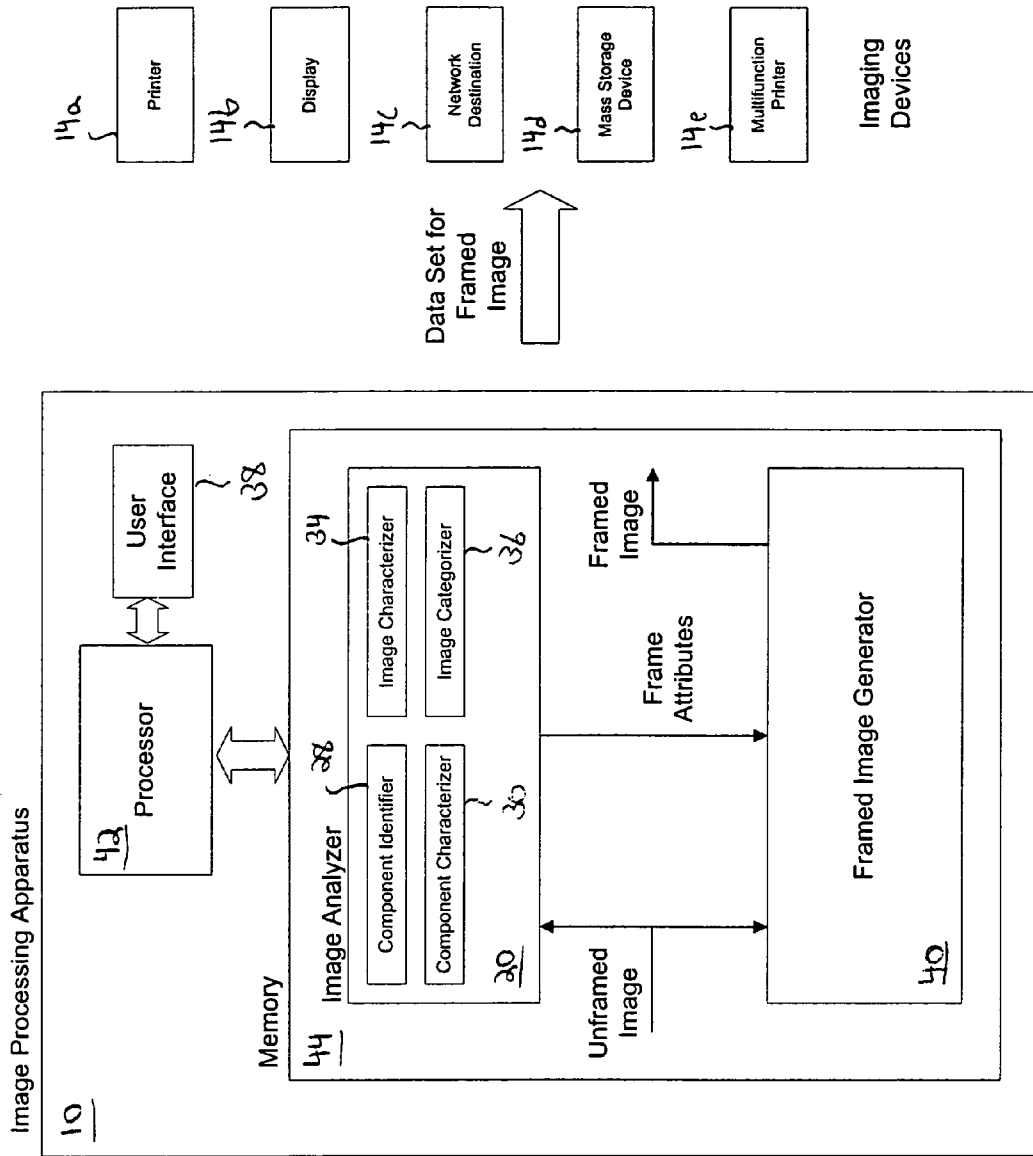 Image Processing Apparatus
10
42
Processor
User
Interface
38
Memory
44
Image Analyzer
Component Identifier
28
Image Characterizer
34
Component Characterizer
30
Image Categorizer
36
20
Unframed
Image
Frame
Attributes
Framed
Image
Framed Image Generator
40
Data Set for
Framed
Image
14a
Printer
14b
Display
14c
Network
Destination
14d
Mass Storage
Device
14e
Multifunction
Printer
Imaging
Devices